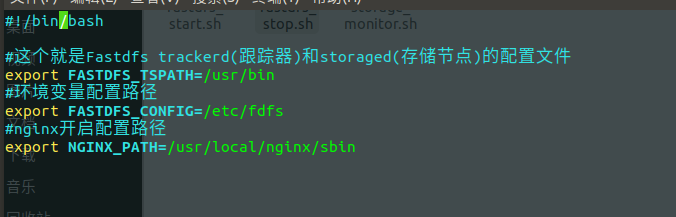 start.sh stop.sh monitor.sh
#!/bin/bash
#这个就是Fastdfs trackerd(跟踪器)和storaged(存储节点)的配置文件
export FASTDFS_TSPATH=/usr/bin
#环境变量配置路径
export FASTDFS_CONFIG=/etc/fdfs
#nginx开启配置路径
export NGINX_PATH=/usr/local/nginx/sbin
下载
音乐